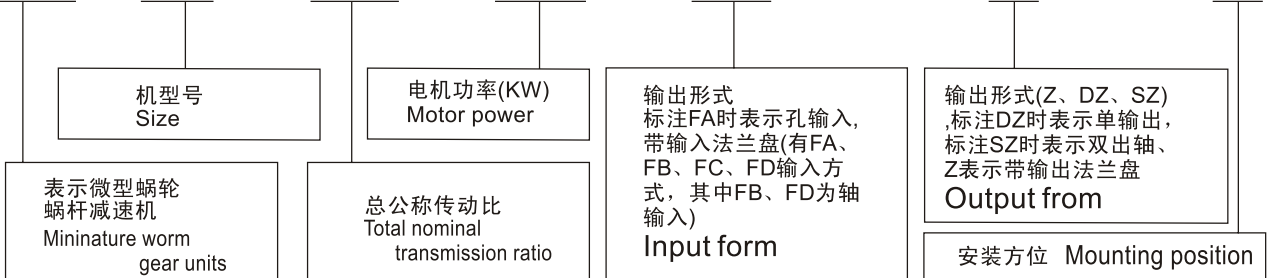 机型号
Size
电机功率(KW)
Motor power
输出形式
标注FA时表示孔输入,
带输入法兰盘(有FA、
FB、FC、FD输入方
式，其中FB、FD为轴
输入)
Input form
输出形式(Z、DZ、SZ)
,标注DZ时表示单输出，
标注SZ时表示双出轴、
Z表示带输出法兰盘
Output from
表示微型蜗轮
蜗杆减速机
Mininature worm
gear units
总公称传动比
Total nominal
transmission ratio
安装方位 Mounting position